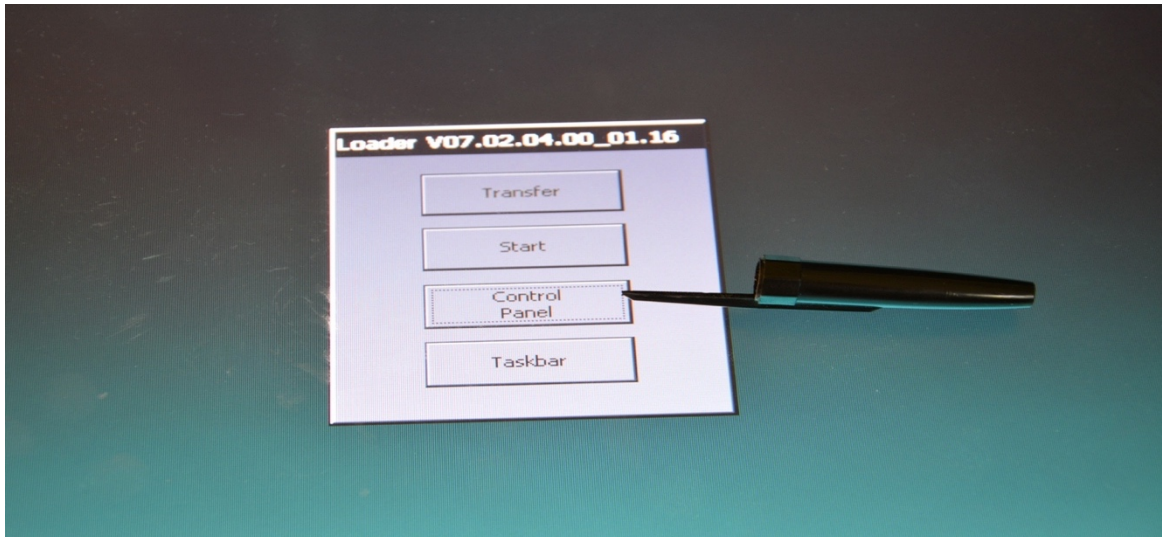 Loader V07.02.04.00_01.16
Transfer
Start
Control
Panel
Taskbar